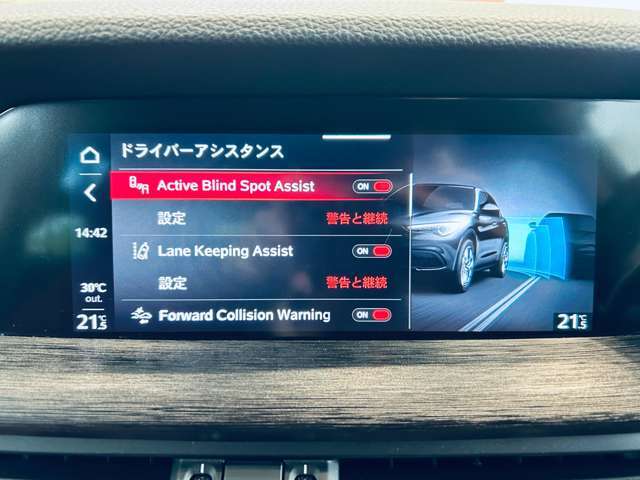 ドライバーアシスタンス
Active Blind Spot Assist ON
設定 警告と継続
14:42
Lane Keeping Assist ON
設定 警告と継続
30℃
out.
Forward Collision Warning ON
21.5℃
21.5℃